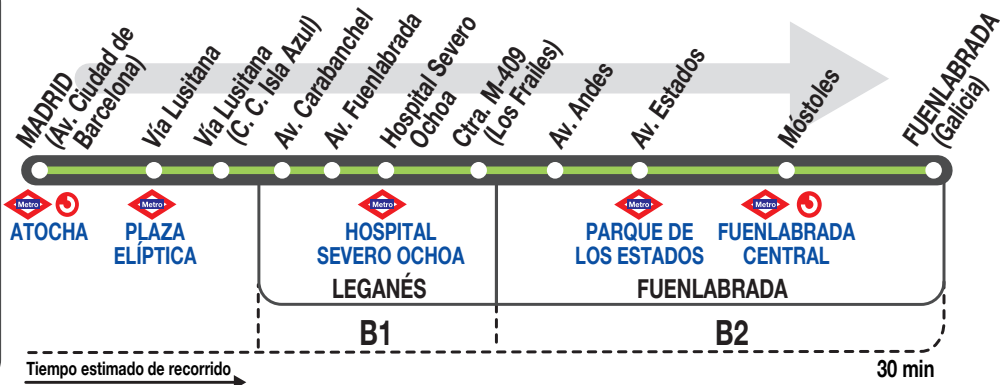 MADRID
(Av. Ciudad de
Barcelona)
Vía Lusitana
Vía Lusitana
(C. C. Isla Azul)
Av. Carabanchel
Av. Fuenlabrada
Hospital Severo
Ochoa
Ctra. M-409
(Los Frailes)
Av. Andes
Av. Estados
Móstoles
FUENLABRADA
(Galicia)
Metro
Metro
Metro
Metro
Metro
ATOCHA
PLAZA
ELÍPTICA
HOSPITAL
SEVERO OCHOA
PARQUE DE
LOS ESTADOS
FUENLABRADA
CENTRAL
LEGANÉS
FUENLABRADA
B1
B2
Tiempo estimado de recorrido
30 min